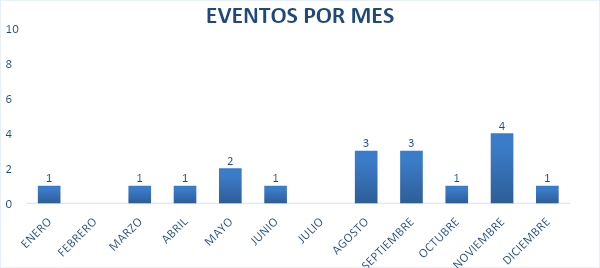 EVENTOS POR MES
10
8
6
4
2
0
1
1
1
2
1
3
3
1
4
1
ENERO
FEBRERO
MARZO
ABRIL
MAYO
JUNIO
JULIO
AGOSTO
SEPTIEMBRE
OCTUBRE
NOVIEMBRE
DICIEMBRE